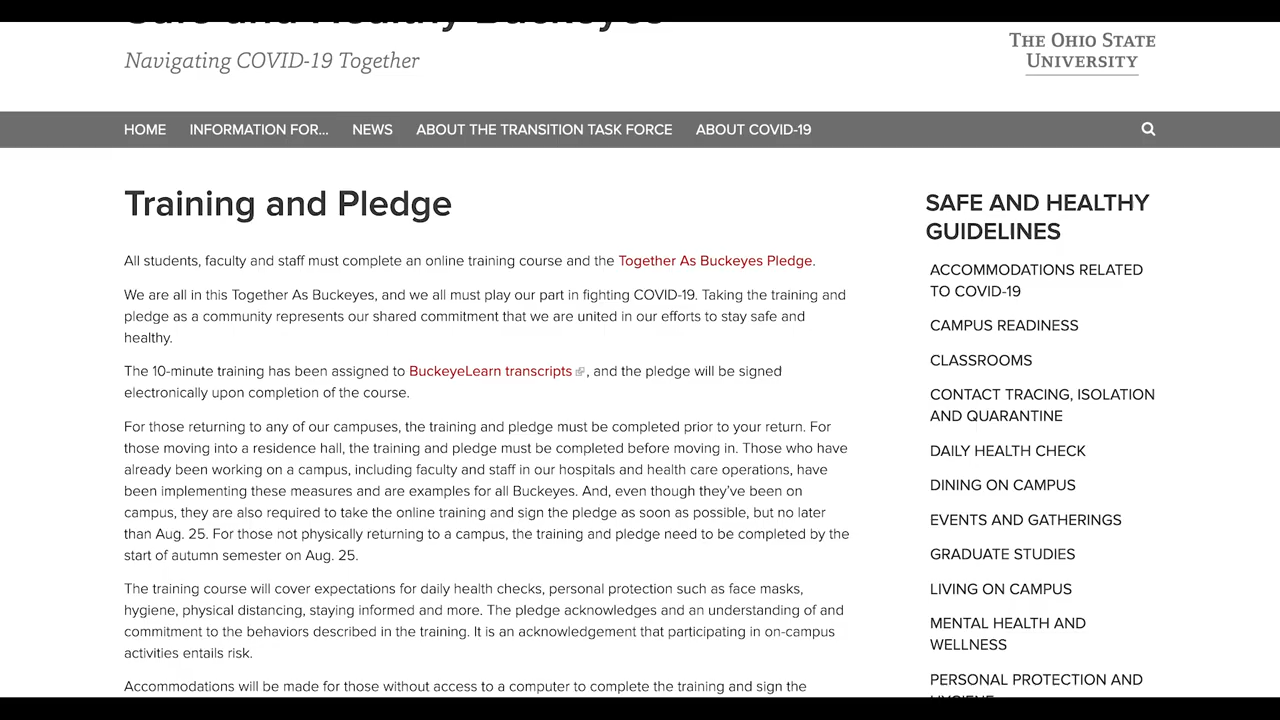 Safe and Healthy Buckeyes
Navigating COVID-19 Together
THE OHIO STATE
UNIVERSITY
HOME INFORMATION FOR... NEWS ABOUT THE TRANSITION TASK FORCE ABOUT COVID-19
Training and Pledge
All students, faculty and staff must complete an online training course and the Together As Buckeyes Pledge.
We are all in this Together As Buckeyes, and we all must play our part in fighting COVID-19. Taking the training and
pledge as a community represents our shared commitment that we are united in our efforts to stay safe and
healthy.
The 10-minute training has been assigned to BuckeyeLearn transcripts, and the pledge will be signed
electronically upon completion of the course.
For those returning to any of our campuses, the training and pledge must be completed prior to your return. For
those moving into a residence hall, the training and pledge must be completed before moving in. Those who have
already been working on a campus, including faculty and staff in our hospitals and health care operations, have
been implementing these measures and are examples for all Buckeyes. And, even though they've been on
campus, they are also required to take the online training and sign the pledge as soon as possible, but no later
than Aug. 25. For those not physically returning to a campus, the training and pledge need to be completed by the
start of autumn semester on Aug. 25.
The training course will cover expectations for daily health checks, personal protection such as face masks,
hygiene, physical distancing, staying informed and more. The pledge acknowledges and an understanding of and
commitment to the behaviors described in the training. It is an acknowledgement that participating in on-campus
activities entails risk.
Accommodations will be made for those without access to a computer to complete the training and sign the
SAFE AND HEALTHY
GUIDELINES
ACCOMMODATIONS RELATED
TO COVID-19
CAMPUS READINESS
CLASSROOMS
CONTACT TRACING, ISOLATION
AND QUARANTINE
DAILY HEALTH CHECK
DINING ON CAMPUS
EVENTS AND GATHERINGS
GRADUATE STUDIES
LIVING ON CAMPUS
MENTAL HEALTH AND
WELLNESS
PERSONAL PROTECTION AND
HYGIENE